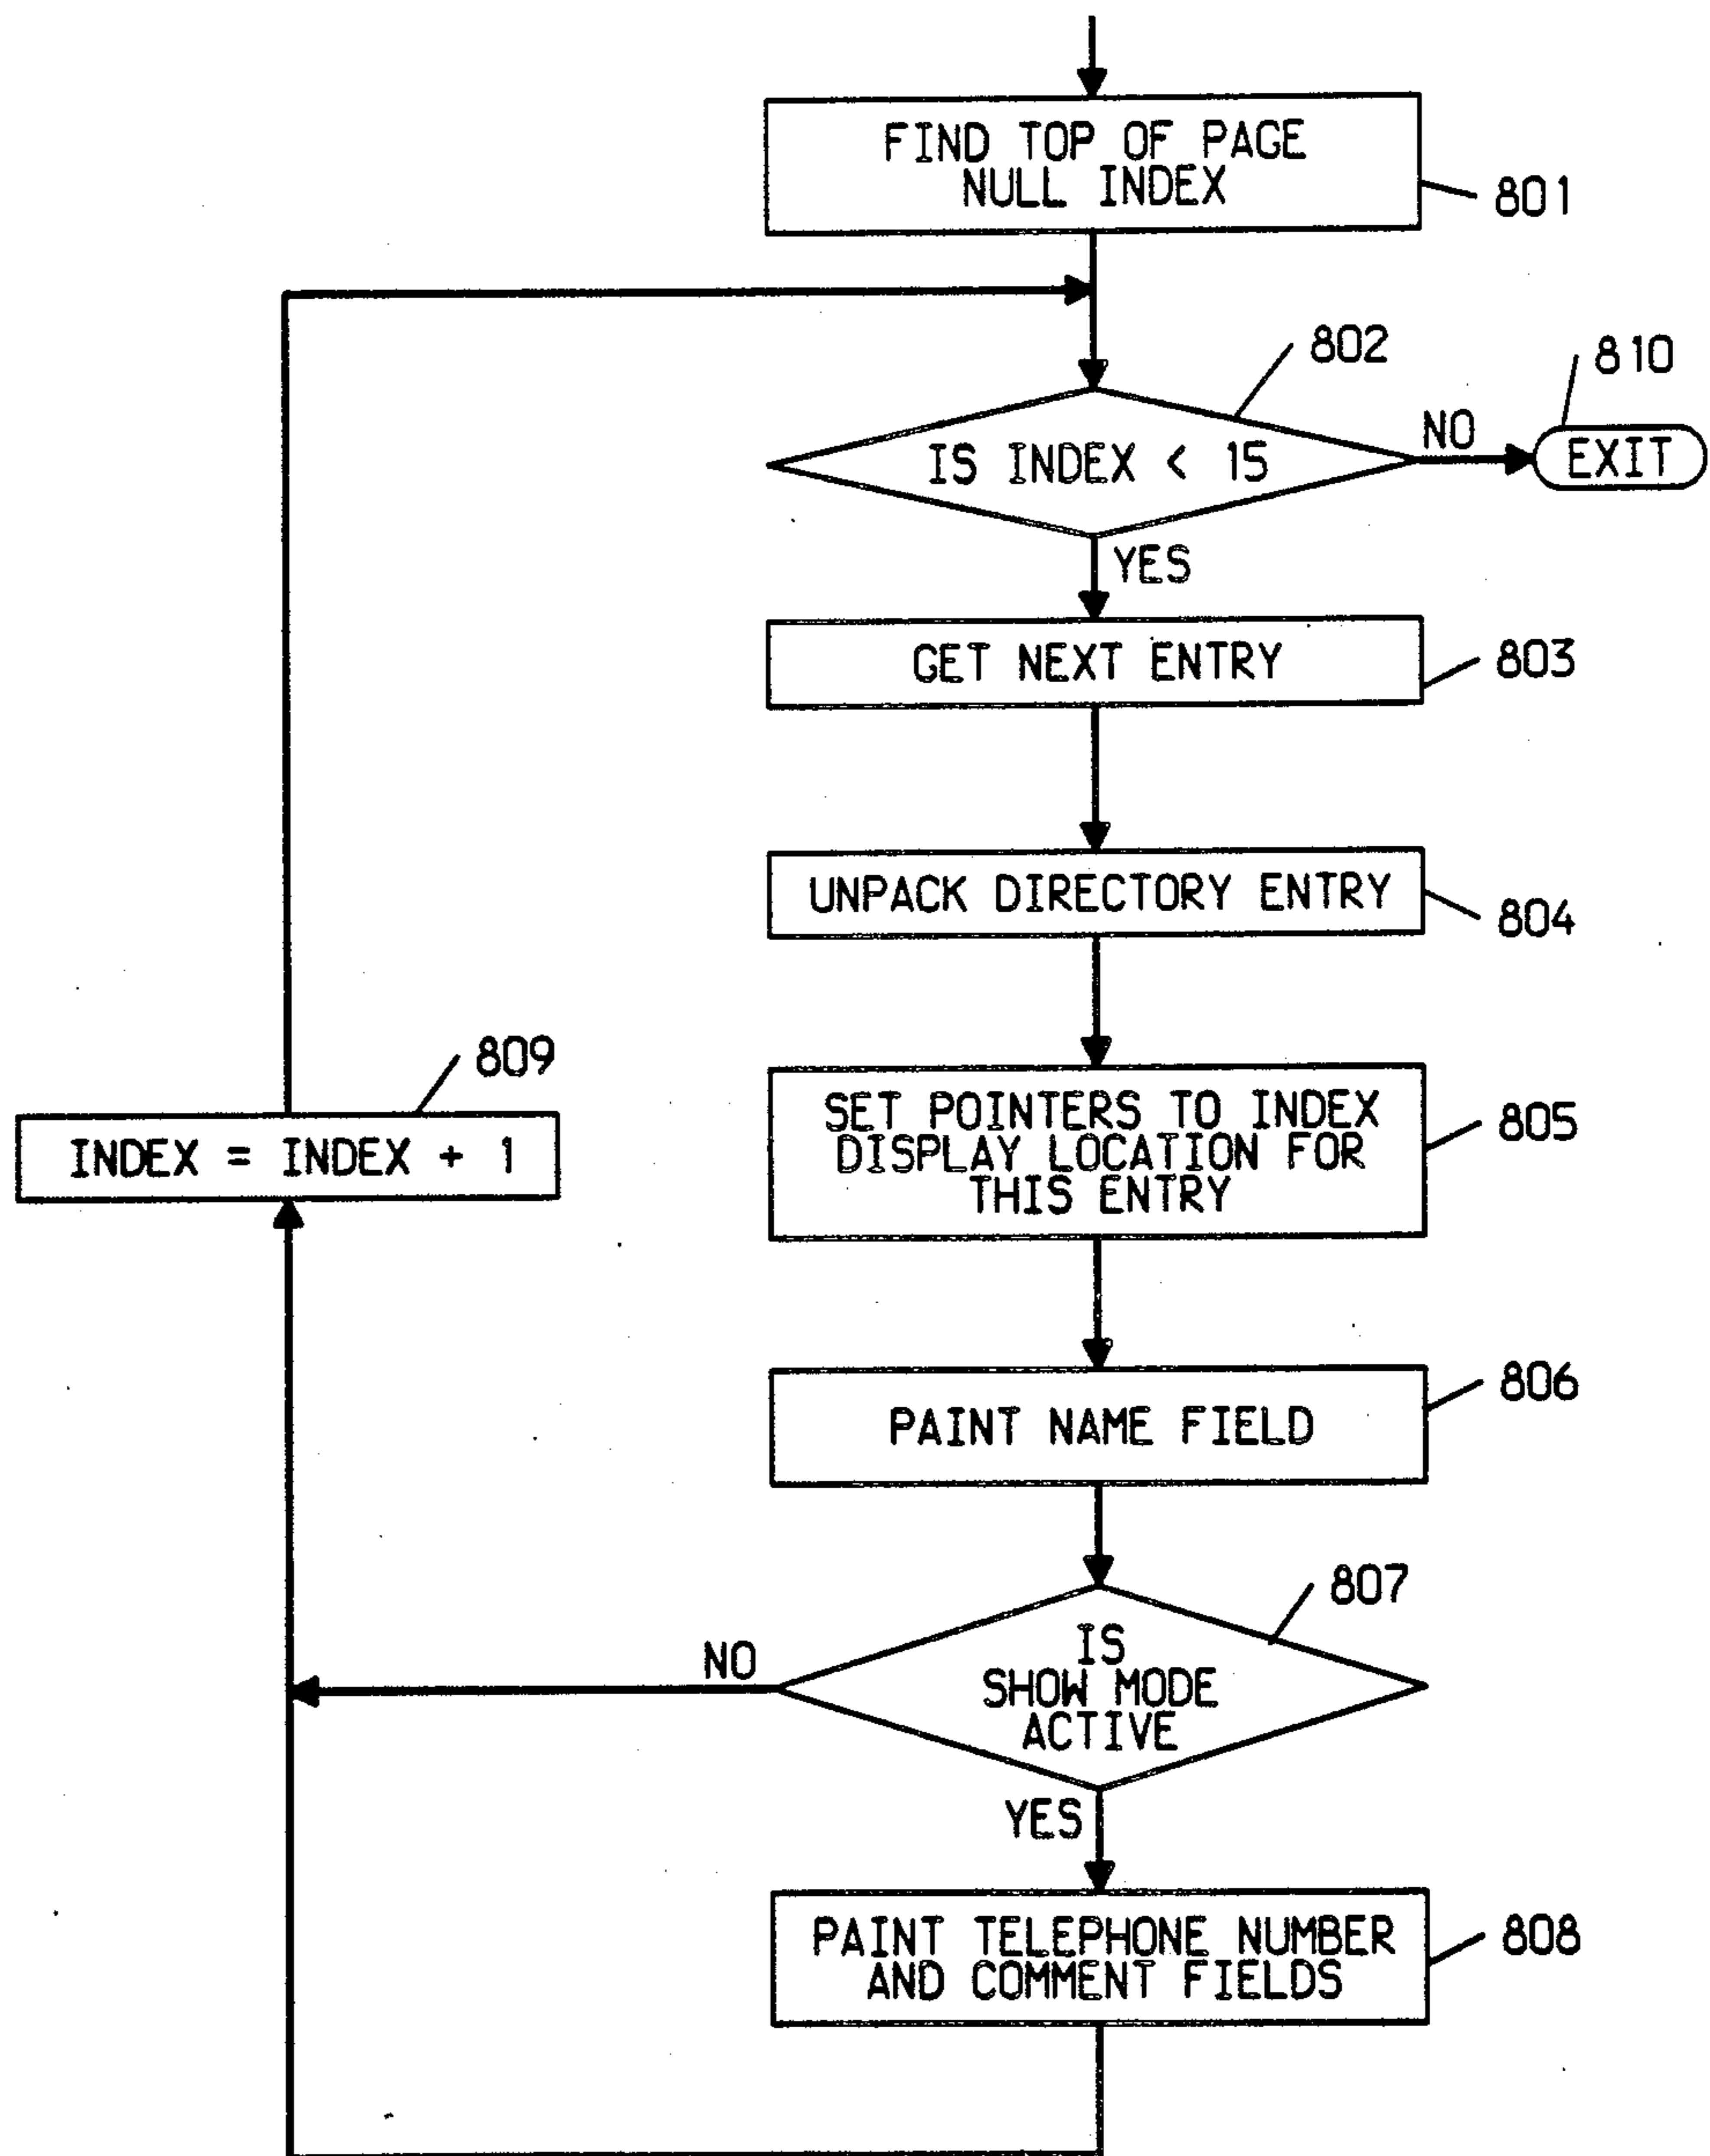 FIND TOP OF PAGE
NULL INDEX
801
802
810
IS INDEX < 15
NO
EXIT
YES
GET NEXT ENTRY
803
UNPACK DIRECTORY ENTRY
804
809
INDEX = INDEX + 1
SET POINTERS TO INDEX
DISPLAY LOCATION FOR
THIS ENTRY
805
PAINT NAME FIELD
806
807
IS
SHOW MODE
ACTIVE
NO
YES
PAINT TELEPHONE NUMBER
AND COMMENT FIELDS
808